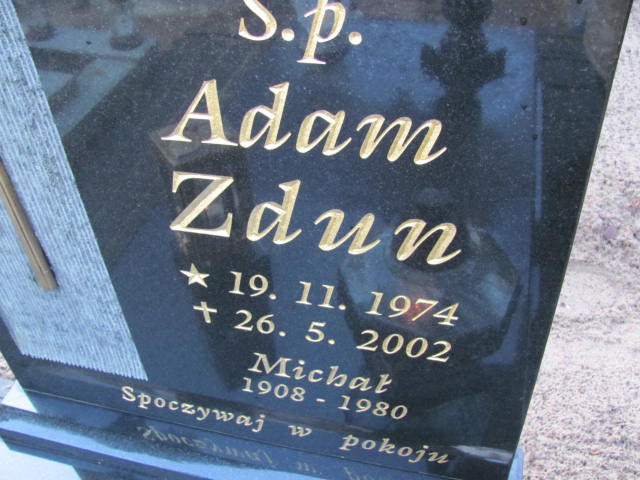 Ś.p.
Adam
Zdun
★ 19. 11. 1974
✝ 26. 5. 2002
Michał
1908 - 1980
Spoczywaj w pokoju